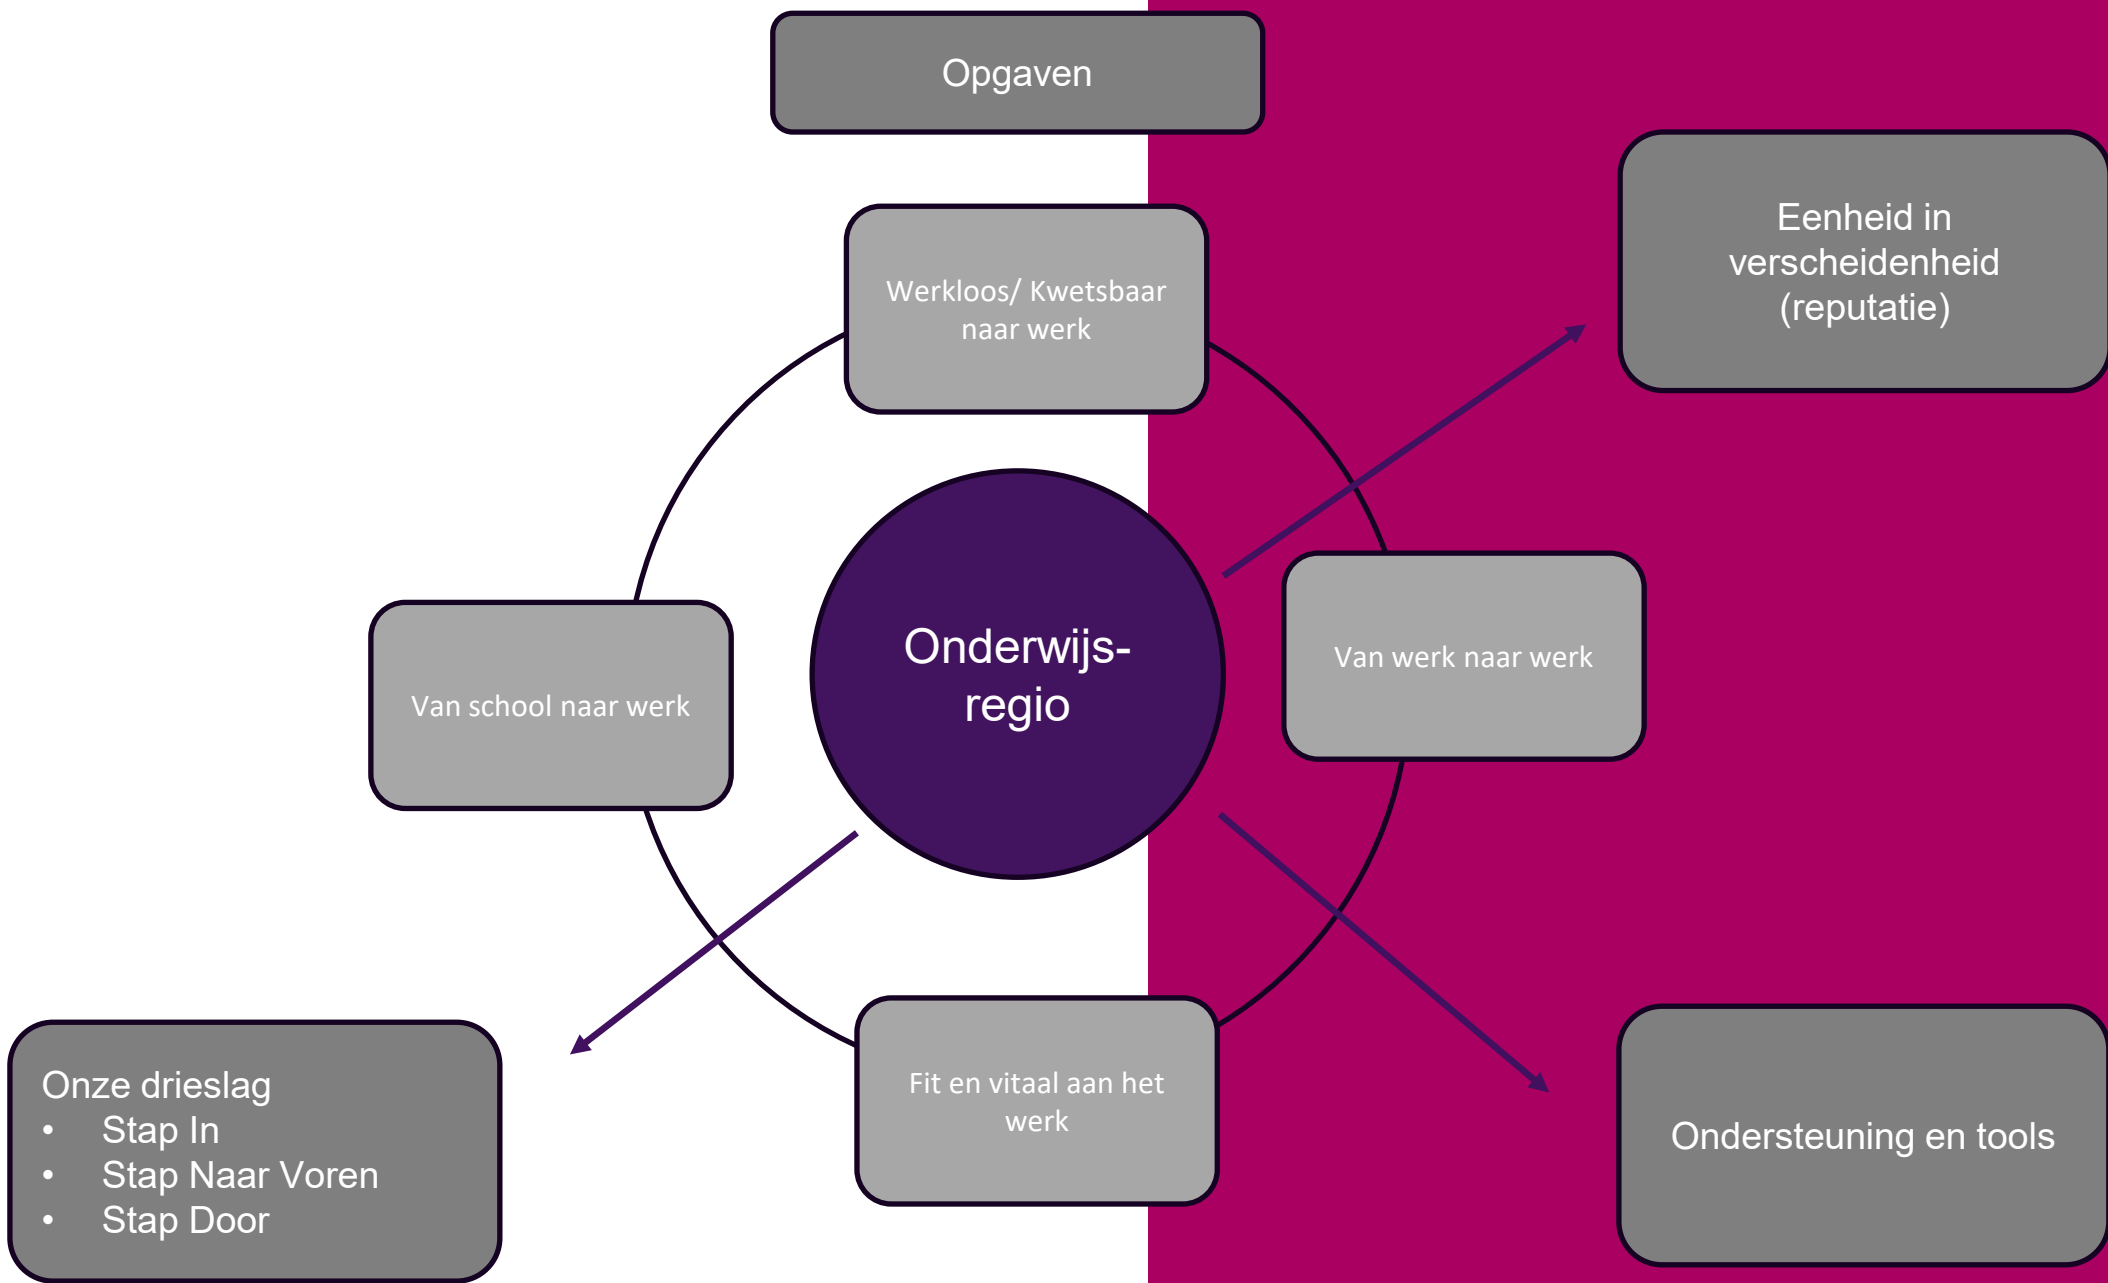 Opgaven
Eenheid in
verscheidenheid
(reputatie)
Werkloos/ Kwetsbaar
naar werk
Onderwijs-
regio
Van werk naar werk
Van school naar werk
Fit en vitaal aan het
werk
Onze drieslag
• Stap In
• Stap Naar Voren
• Stap Door
Ondersteuning en tools